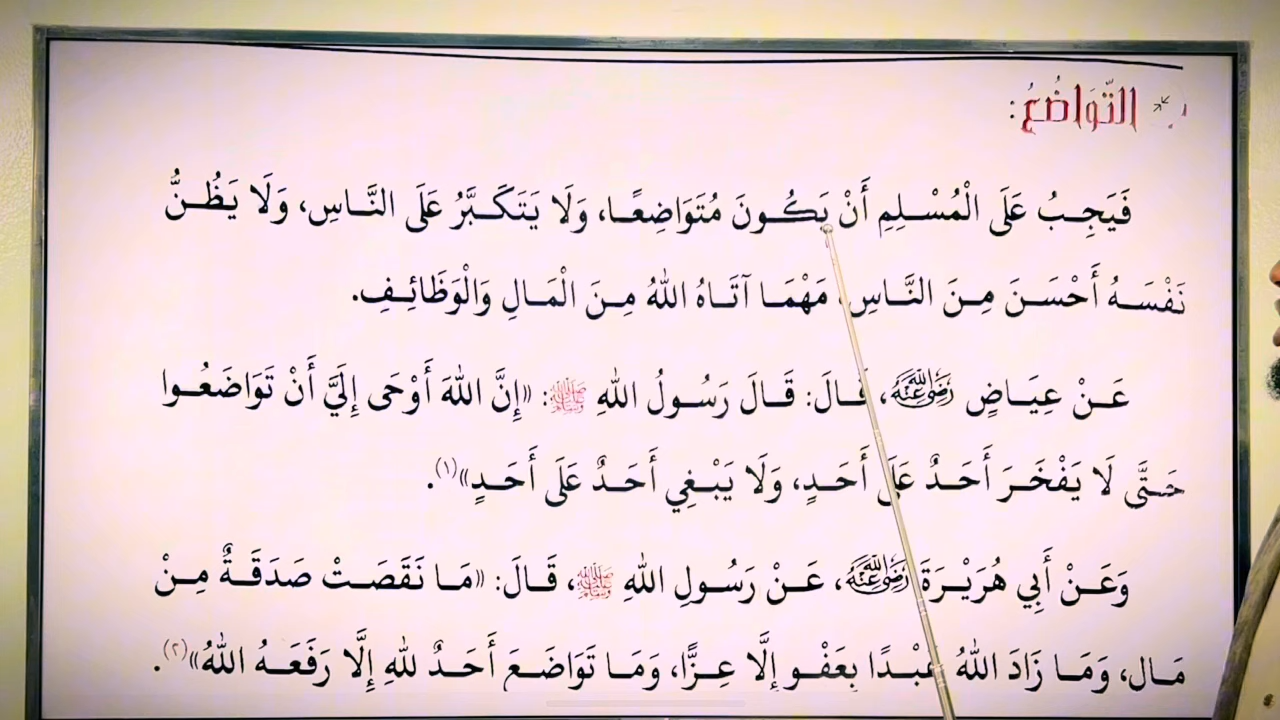 التَّوَاضُعُ:
فَيَجِبُ عَلَى الْمُسْلِمِ أَنْ يَكُونَ مُتَوَاضِعًا، وَلَا يَتَكَبَّرُ عَلَى النَّاسِ، وَلَا يَظُنُّ
نَفْسَهُ أَحْسَنَ مِنَ النَّاسِ، مَهْمَا آتَاهُ اللهُ مِنَ الْمَالِ وَالْوَظَائِفِ.
عَنْ عِيَاضٍ رَضِيَ اللهُ عَنْهُ، قَالَ: قَالَ رَسُولُ اللهِ ﷺ: «إِنَّ اللهَ أَوْحَى إِلَيَّ أَنْ تَوَاضَعُوا
حَتَّى لَا يَفْخَرَ أَحَدٌ عَلَى أَحَدٍ، وَلَا يَبْغِي أَحَدٌ عَلَى أَحَدٍ»(١).
وَعَنْ أَبِي هُرَيْرَةَ رَضِيَ اللهُ عَنْهُ، عَنْ رَسُولِ اللهِ ﷺ، قَالَ: «مَا نَقَصَتْ صَدَقَةٌ مِنْ
مَال، وَمَا زَادَ اللهُ عَبْدًا بِعَفْوٍ إِلَّا عِزًّا، وَمَا تَوَاضَعَ أَحَدٌ للهِ إِلَّا رَفَعَهُ اللهُ»(٢).